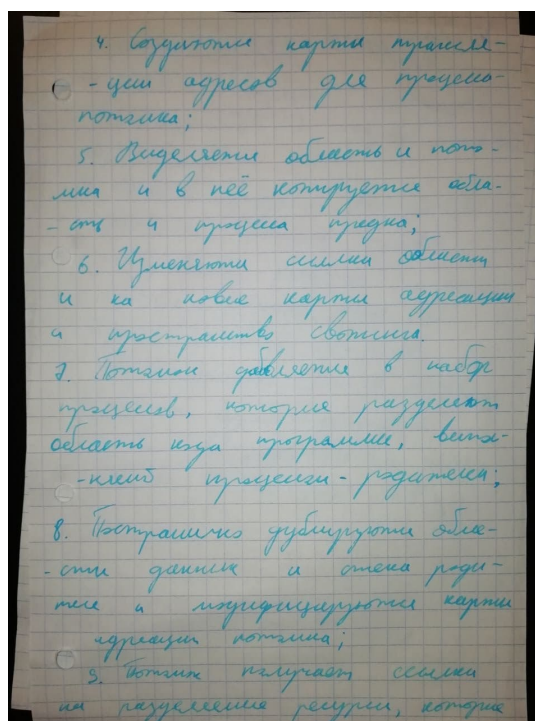 4. Создаются карты трансля-
-ции адресов для процесса-
потомка;
5. Выделяется область u пото-
мка и в неё копируется обла-
-сть u процесса предка;
6. Изменяются ссылки области
u на новые карты адресации
и пространство свопинга.
7. Потомок добавляется в набор
процессов, которые разделяют
область кода программы, выпол-
-няемой процессом-родителем;
8. Постранично дублируются обла-
-сти данных и стека роди-
теля и модифицируются карты
адресации потомка;
9. Потомок получает ссылки
на разделяемые ресурсы, которые